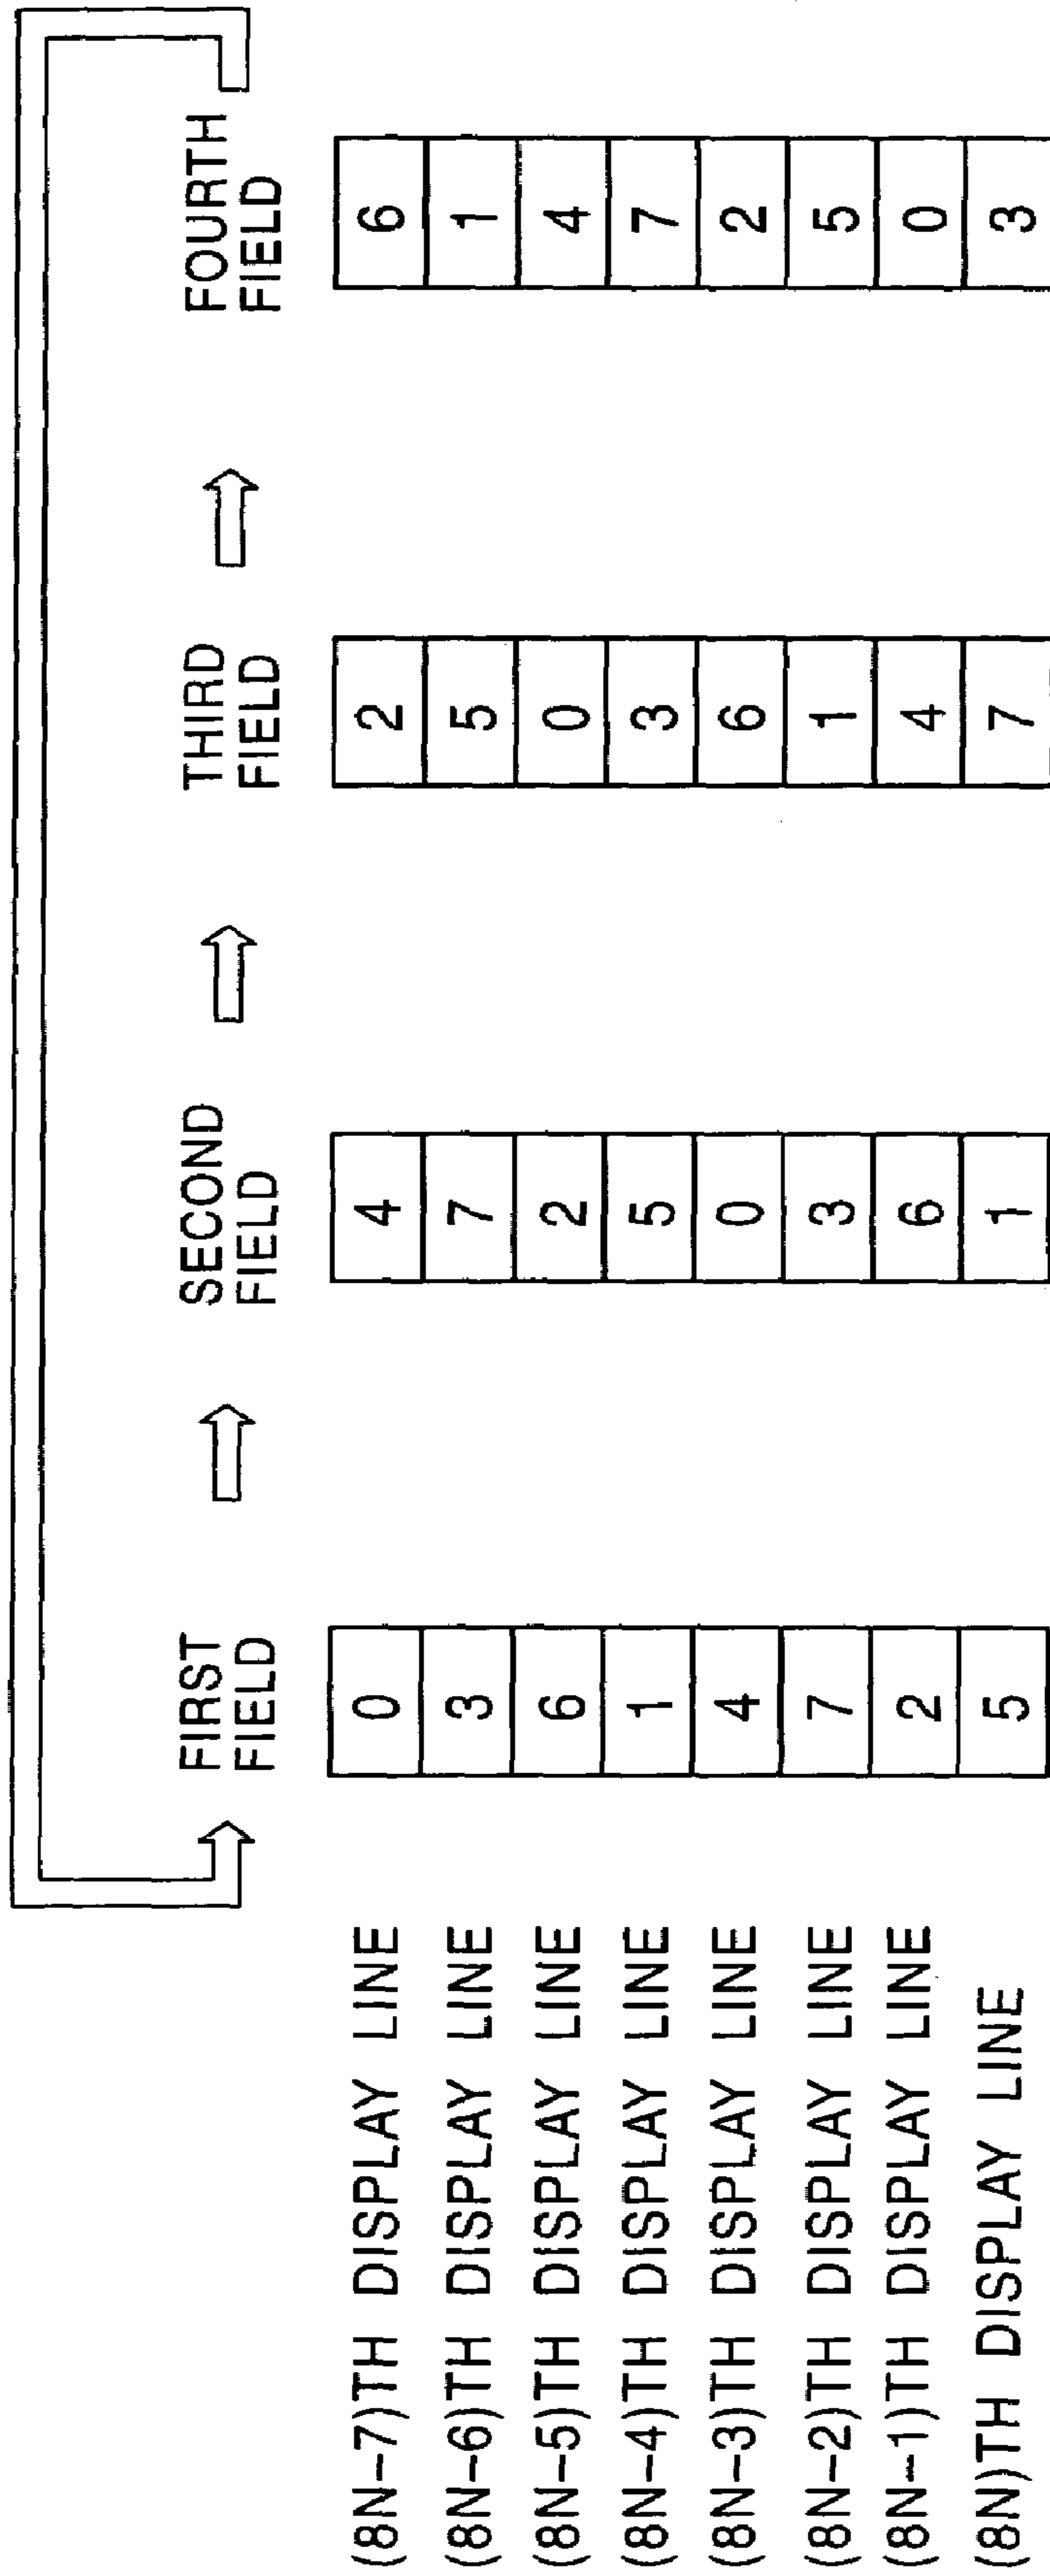 FIRST FIELD SECOND FIELD THIRD FIELD FOURTH FIELD
(8N-7)TH DISPLAY LINE 0 4 2 6
(8N-6)TH DISPLAY LINE 3 7 5 1
(8N-5)TH DISPLAY LINE 6 2 0 4
(8N-4)TH DISPLAY LINE 1 5 3 7
(8N-3)TH DISPLAY LINE 4 0 6 2
(8N-2)TH DISPLAY LINE 7 3 1 5
(8N-1)TH DISPLAY LINE 2 6 4 0
(8N)TH DISPLAY LINE 5 1 7 3